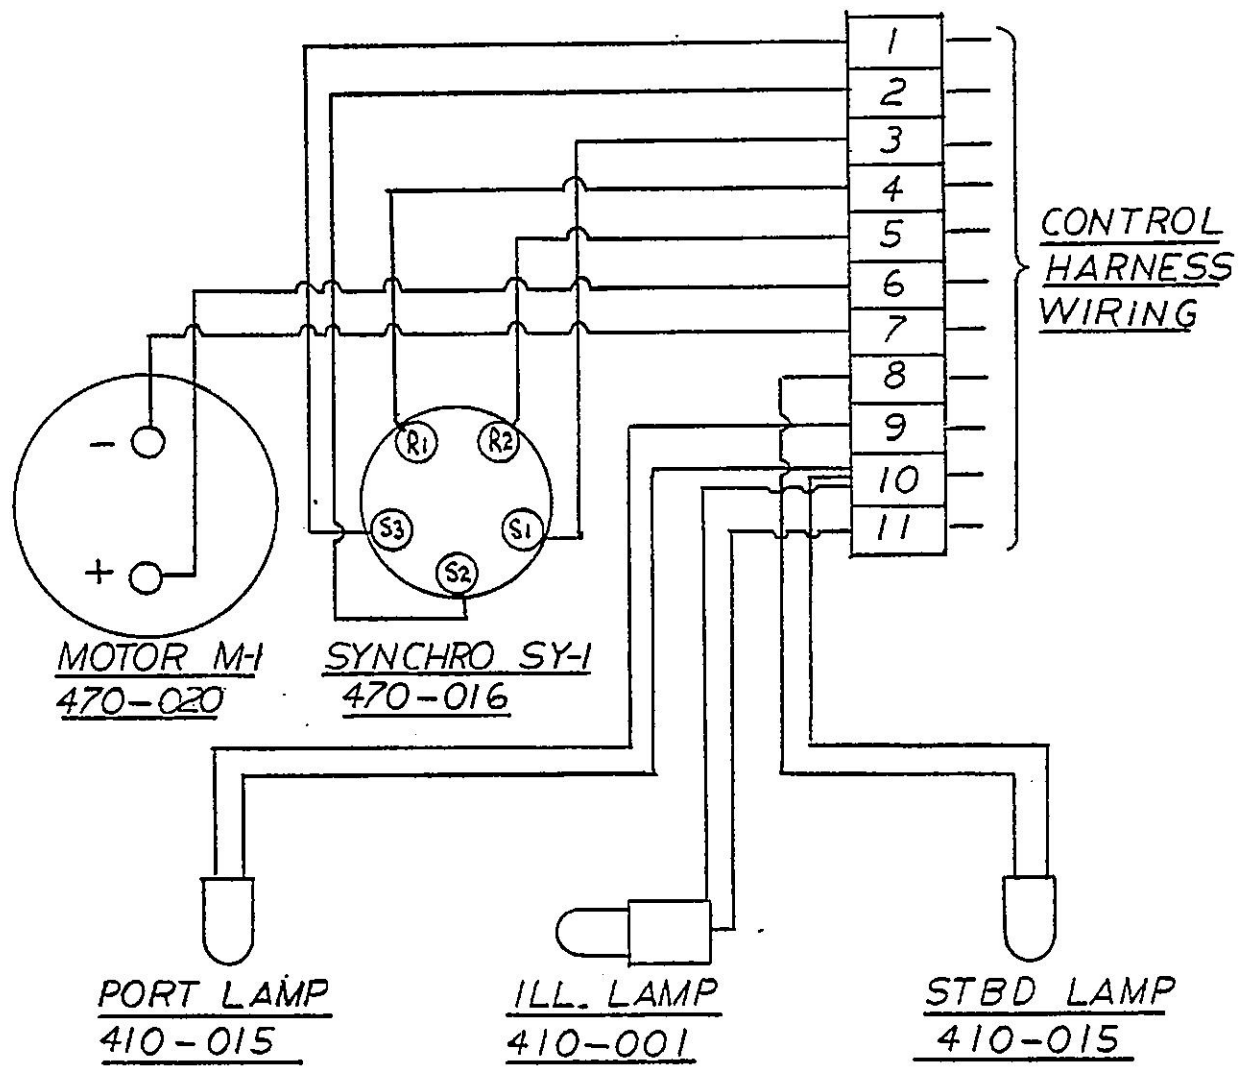 1
2
3
4
5
6
7
8
9
10
11
CONTROL
HARNESS
WIRING
-
+
R1
R2
S3
S1
S2
MOTOR M-1
470-020
SYNCHRO SY-1
470-016
PORT LAMP
410-015
ILL. LAMP
410-001
STBD LAMP
410-015